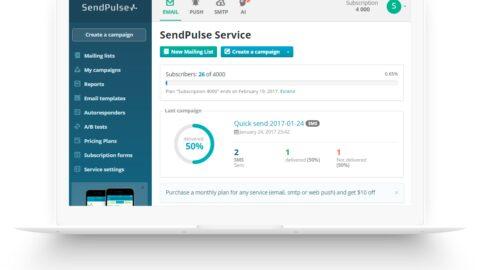 SendPulse
Create a campaign
Mailing lists
My campaigns
Reports
Email templates
Autoresponders
A/B tests
Pricing Plans
Subscription forms
Service settings
EMAIL
PUSH
SMTP
AI
Subscription
4 000
S
SendPulse Service
New Mailing List
Create a campaign
Subscribers: 26 of 4000
0.65%
Plan "Subscription 4000" ends on February 19, 2017. Extend
Last campaign
DELIVERED
50%
Quick send 2017-01-24 SMS
January 24, 2017 23:42
2
SMS
Sent
1
delivered (50%)
1
Not delivered
(50%)
Purchase a monthly plan for any service (email, smtp or web push) and get $10 off